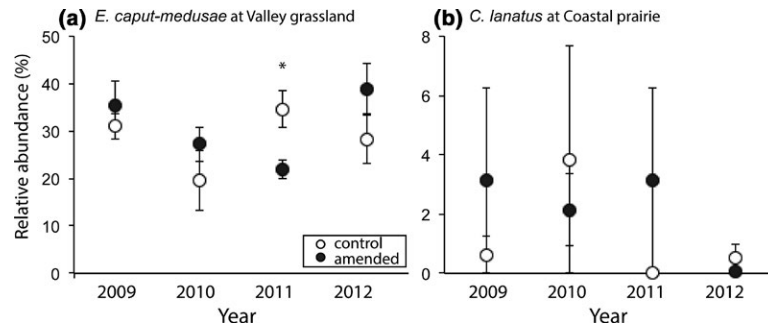 (a) E. caput-medusae at Valley grassland
50
40
30
20
10
0
Relative abundance (%)
*
control
amended
2009 2010 2011 2012
Year
(b) C. lanatus at Coastal prairie
8
6
4
2
0
2009 2010 2011 2012
Year